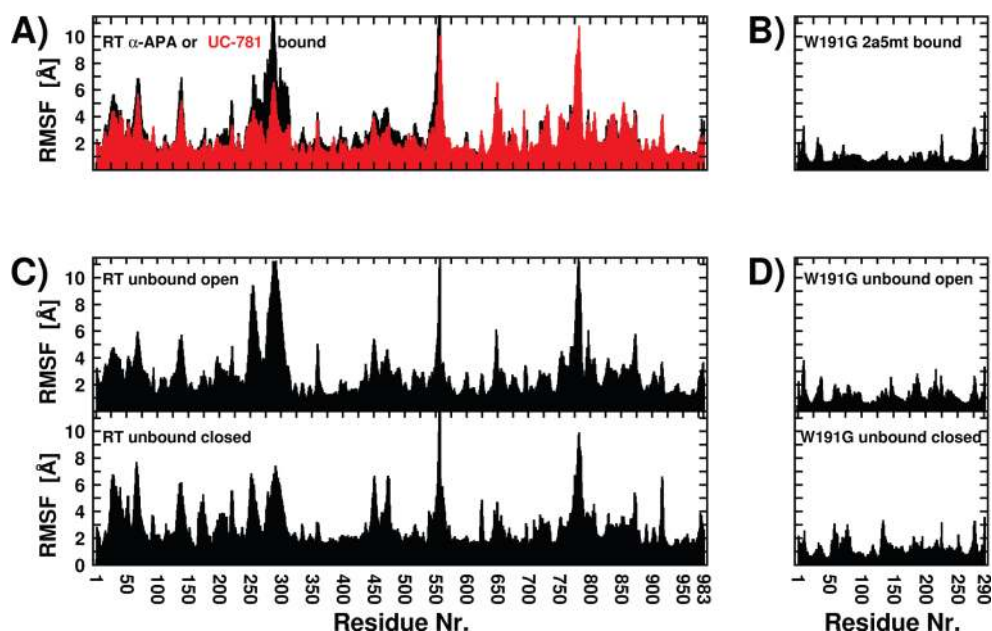 A)
RT α-APA or UC-781 bound
RMSF [Å]
10
8
6
4
2
B)
W191G 2a5mt bound
C)
RT unbound open
RMSF [Å]
10
8
6
4
2
D)
W191G unbound open
RT unbound closed
RMSF [Å]
10
8
6
4
2
0
W191G unbound closed
1 50 100 150 200 250 300 350 400 450 500 550 600 650 700 750 800 850 900 950 983
1 50 100 150 200 250 290
Residue Nr.
Residue Nr.